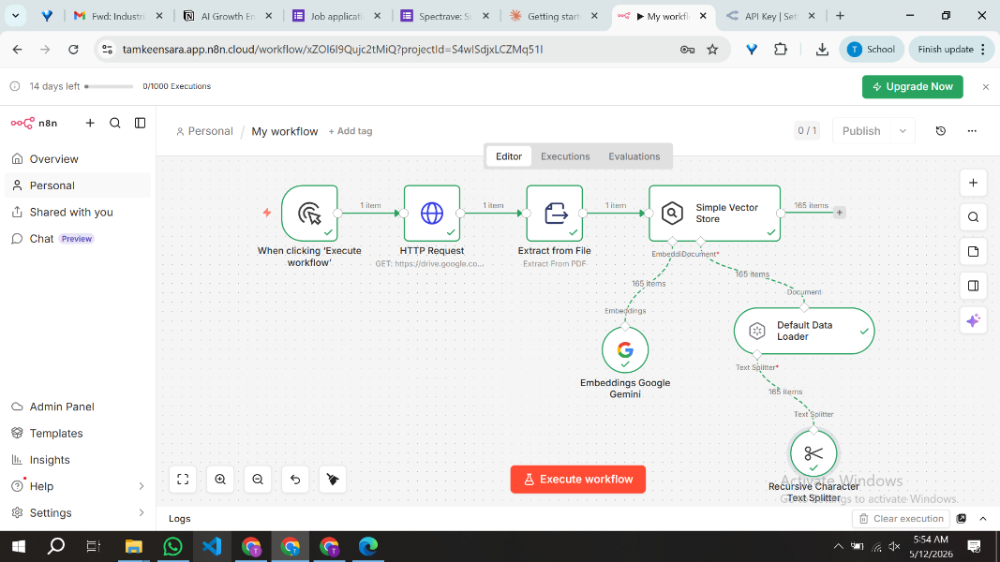 Fwd: Industri
AI Growth En
Job applicati
Spectrave: S
Getting start
My workfl
API Key | Set
tamkeensara.app.n8n.cloud/workflow/xZOl6I9Qujc2tMiQ?projectId=S4wISdjxLCZMq51l
T School
Finish update
14 days left
0/1000 Executions
Upgrade Now
n8n
Personal / My workflow + Add tag
0 / 1
Publish
Editor Executions Evaluations
Overview
Personal
Shared with you
Chat Preview
Admin Panel
Templates
Insights
Help
Settings
1 item
1 item
1 item
165 items
Simple Vector
Store
When clicking ‘Execute
workflow’
HTTP Request
GET: https://drive.google.co...
Extract from File
Extract From PDF
Embeddi
Document*
165 items
165 items
Embeddings
Document
Default Data
Loader
Embeddings Google
Gemini
Text Splitter*
165 items
Text Splitter
Recursive Character
Text Splitter
Execute workflow
Activate Windows
Go to Settings to activate Windows.
Logs
Clear execution
5:54 AM
5/12/2026